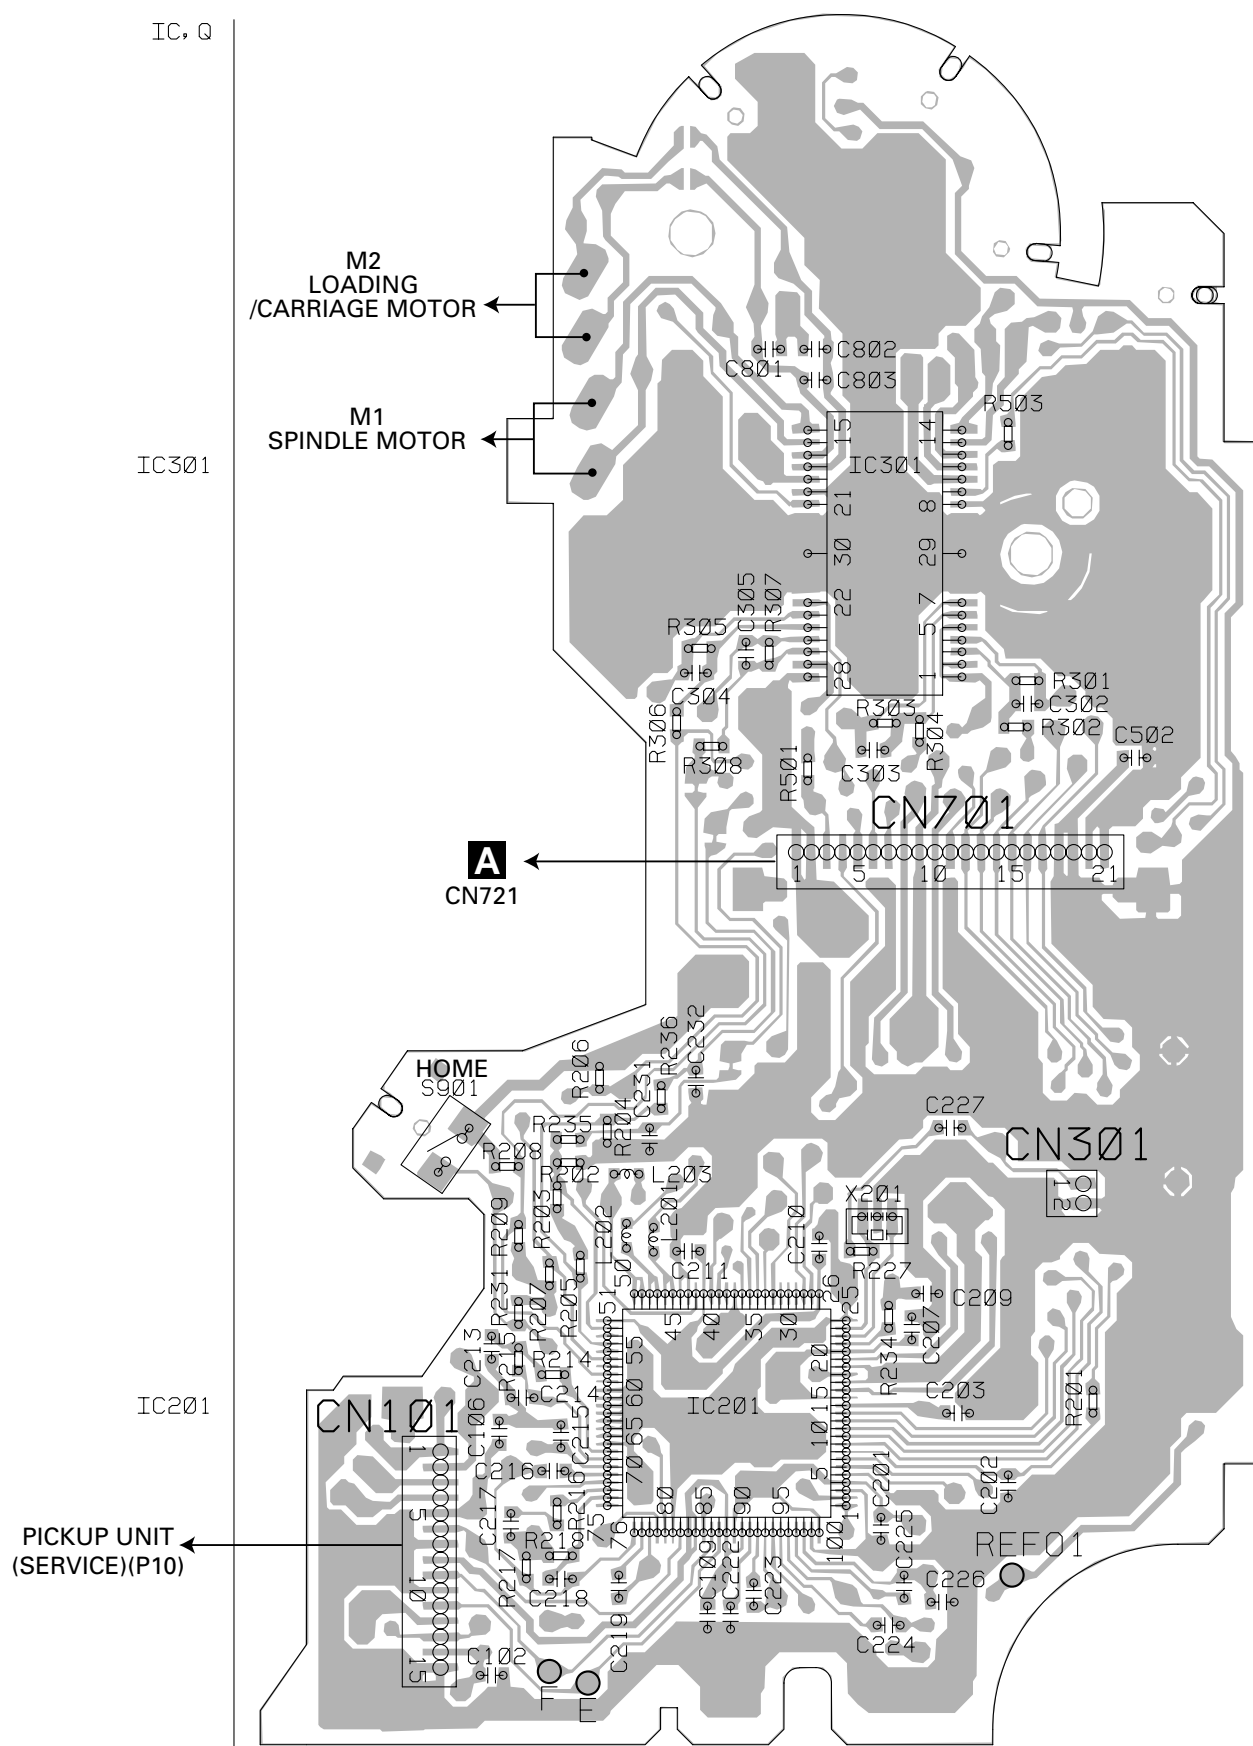 IC, Q
M2
LOADING
/CARRIAGE MOTOR
C801
C802
C803
M1
SPINDLE MOTOR
R503
15
14
IC301
IC301
21
8
30
29
22
7
5
28
1
C305
R307
R305
C304
R306
R308
R303
R304
C303
R501
R301
C302
R302
C502
CN701
1
5
10
15
21
A
CN721
HOME
S901
R206
R236
C232
C231
R204
R235
R208
R202
L203
R203
R209
L202
L201
C211
C210
X201
R227
C227
CN301
1
2
R231
R207
R205
51
50
45
40
35
30
26
25
C209
C207
R234
C213
R215
R214
C214
55
60
65
70
75
20
15
10
5
1
IC201
IC201
C203
R201
CN101
1
5
10
15
C106
C215
C216
C217
R216
R218
R217
C218
76
80
85
90
95
100
C201
C202
C225
REF01
PICKUP UNIT
(SERVICE)(P10)
C109
C222
C223
C226
C219
C224
C102
F
E